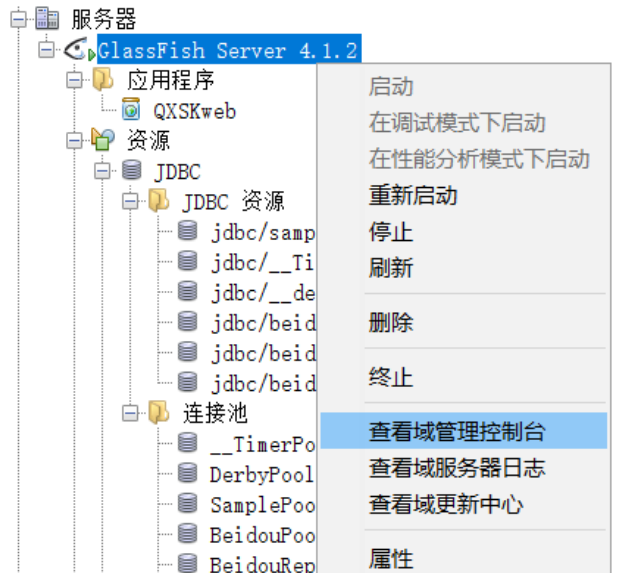 服务器
GlassFish Server 4.1.2
应用程序
QXSKweb
资源
JDBC
JDBC 资源
jdbc/samp
jdbc/__Ti
jdbc/__de
jdbc/beid
jdbc/beid
jdbc/beid
连接池
__TimerPo
DerbyPool
SamplePoo
BeidouPoo
BeidouRep
启动
在调试模式下启动
在性能分析模式下启动
重新启动
停止
刷新
删除
终止
查看域管理控制台
查看域服务器日志
查看域更新中心
属性